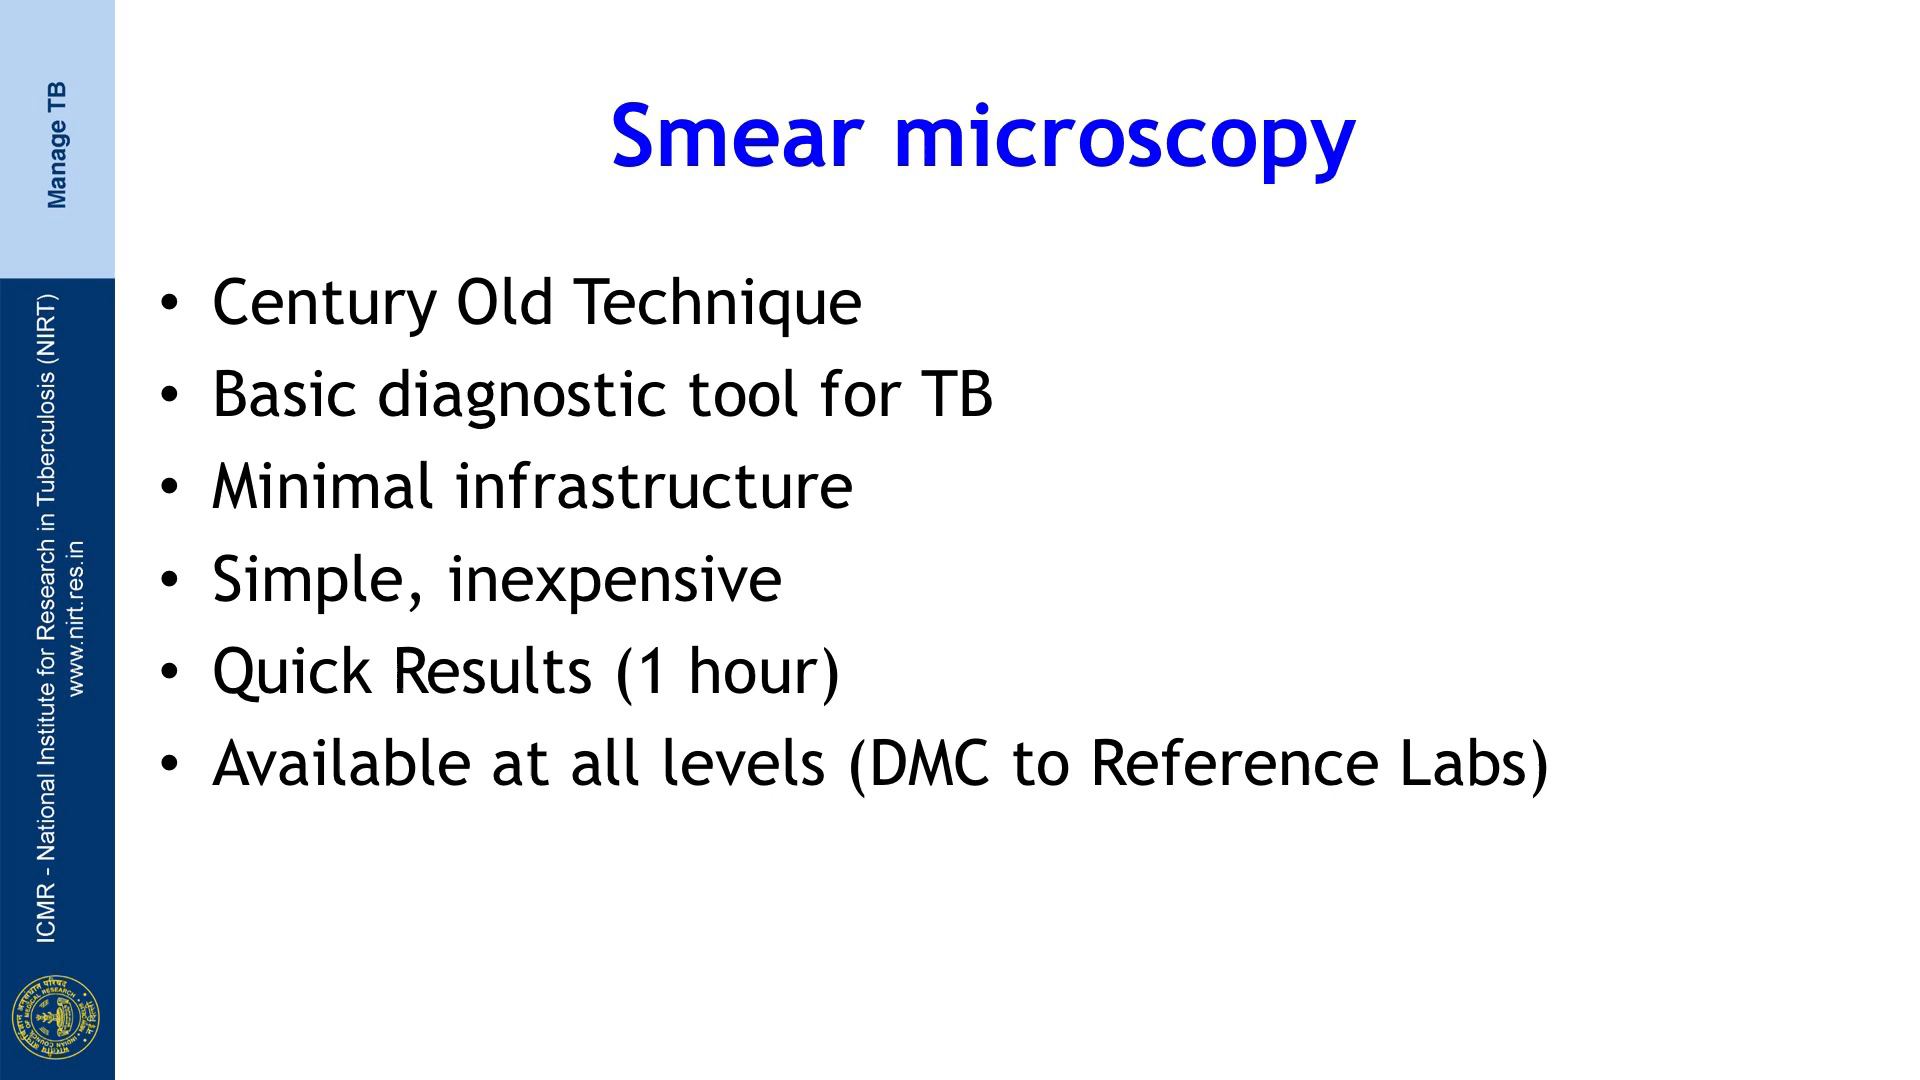 Manage TB
ICMR - National Institute for Research in Tuberculosis (NIRT)
www.nirt.res.in
Smear microscopy
• Century Old Technique
• Basic diagnostic tool for TB
• Minimal infrastructure
• Simple, inexpensive
• Quick Results (1 hour)
• Available at all levels (DMC to Reference Labs)